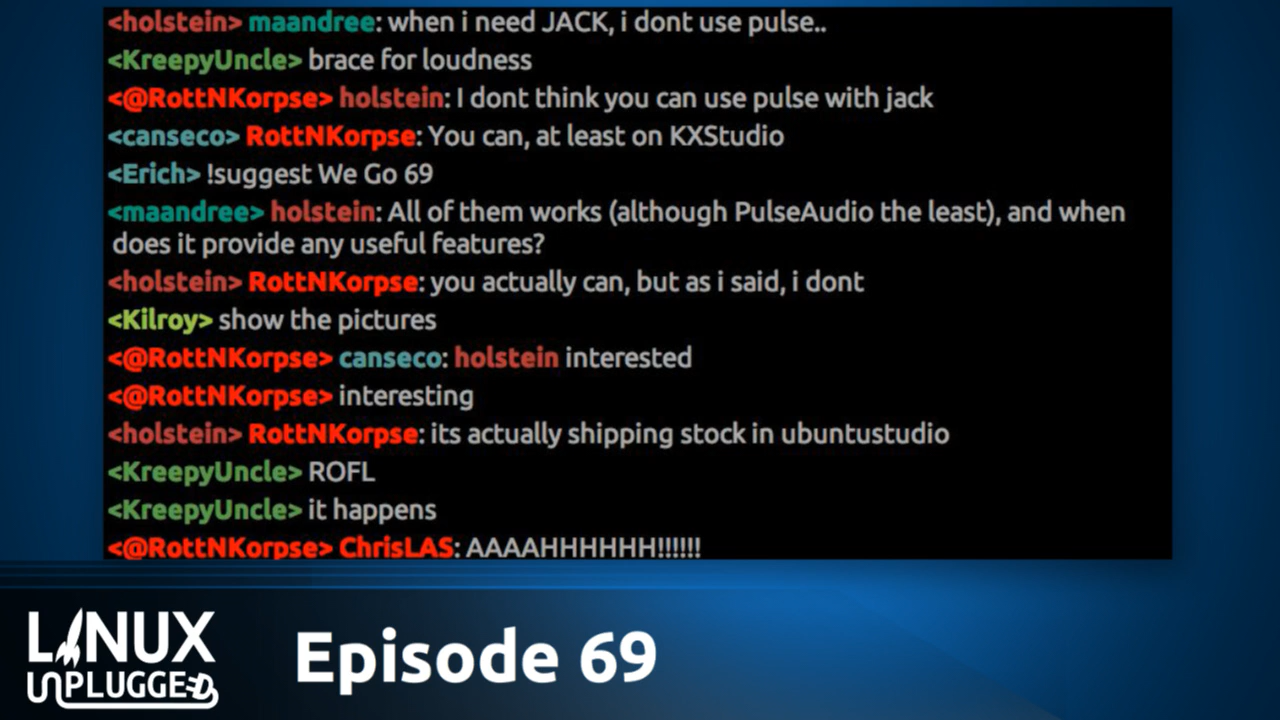 <holstein> maandree: when i need JACK, i dont use pulse..
<KreepyUncle> brace for loudness
<@RottNKorpse> holstein: I dont think you can use pulse with jack
<canseco> RottNKorpse: You can, at least on KXStudio
<Erich> !suggest We Go 69
<maandree> holstein: All of them works (although PulseAudio the least), and when
does it provide any useful features?
<holstein> RottNKorpse: you actually can, but as i said, i dont
<Kilroy> show the pictures
<@RottNKorpse> canseco: holstein interested
<@RottNKorpse> interesting
<holstein> RottNKorpse: its actually shipping stock in ubuntustudio
<KreepyUncle> ROFL
<KreepyUncle> it happens
<@RottNKorpse> ChrisLAS: AAAAHHHHHH!!!!!!
LINUX
UNPLUGGED
Episode 69